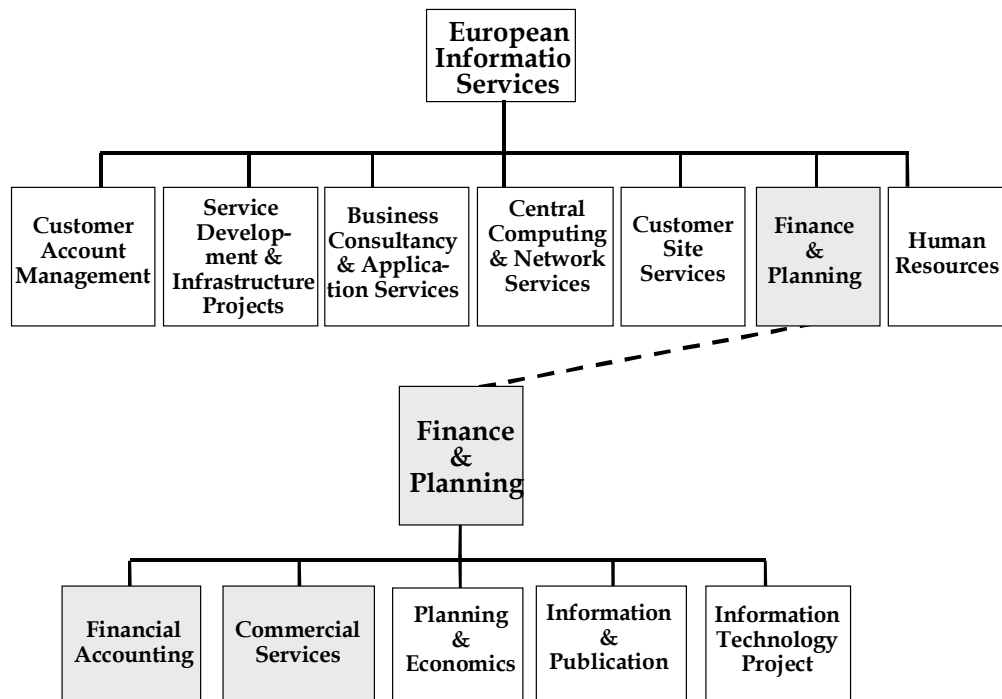 European
Informatio
Services
Customer
Account
Management
Service
Develop-
ment &
Infrastructure
Projects
Business
Consultancy
& Applica-
tion Services
Central
Computing
& Network
Services
Customer
Site
Services
Finance
&
Planning
Human
Resources
Finance
&
Planning
Financial
Accounting
Commercial
Services
Planning
&
Economics
Information
&
Publication
Information
Technology
Project